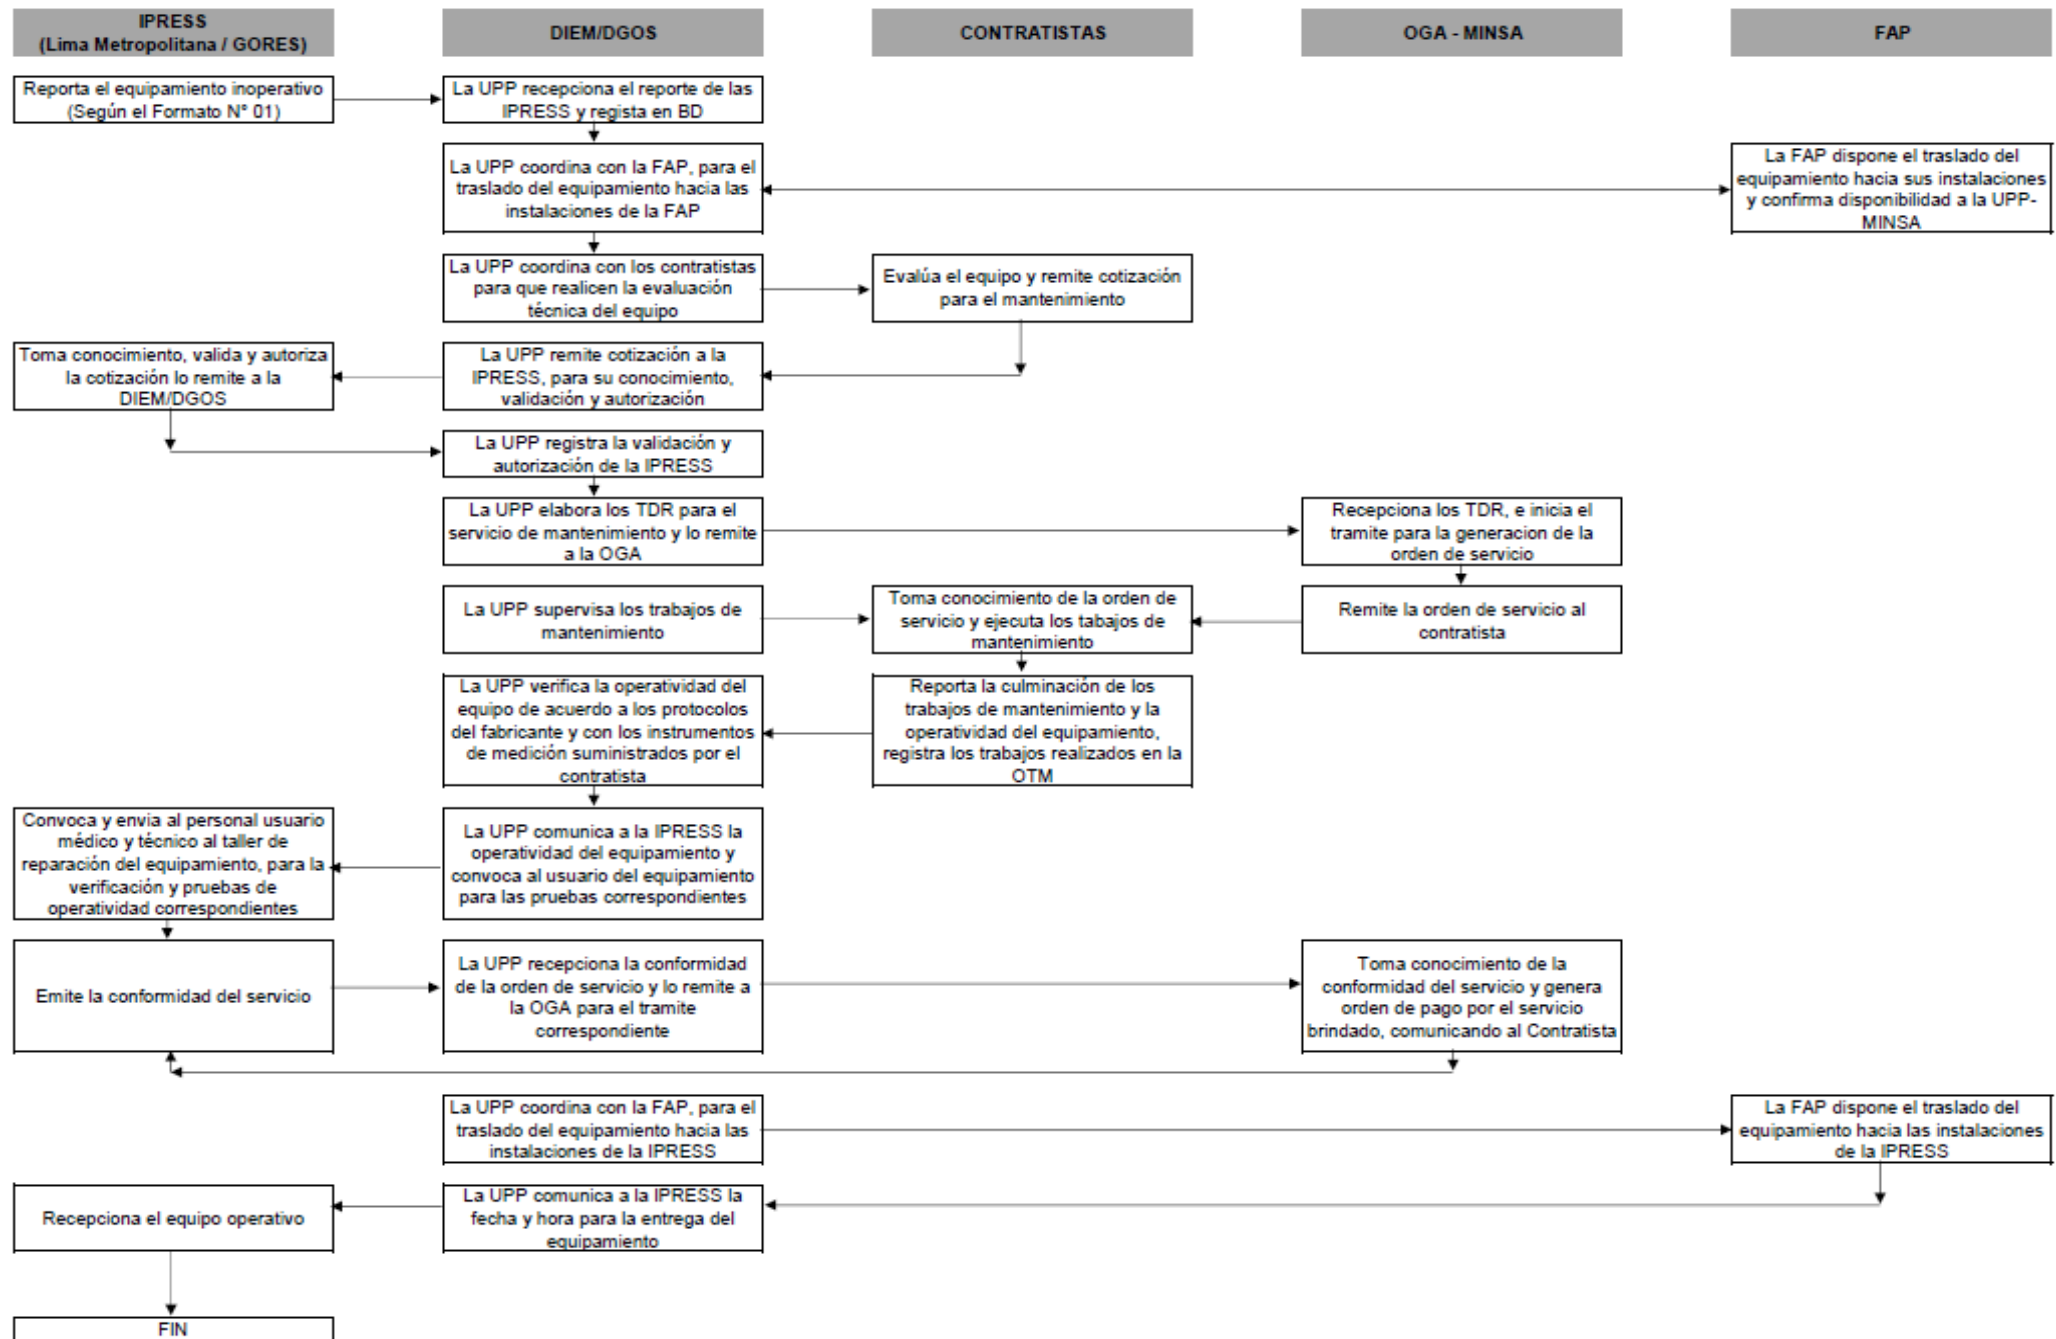 IPRESS
(Lima Metropolitana / GORES)
DIEM/DGOS
CONTRATISTAS
OGA - MINSA
FAP
Reporta el equipamiento inoperativo
(Según el Formato N° 01)
La UPP recepciona el reporte de las
IPRESS y regista en BD
La UPP coordina con la FAP, para el
traslado del equipamiento hacia las
instalaciones de la FAP
La FAP dispone el traslado del
equipamiento hacia sus instalaciones
y confirma disponibilidad a la UPP-
MINSA
La UPP coordina con los contratistas
para que realicen la evaluación
técnica del equipo
Evalúa el equipo y remite cotización
para el mantenimiento
Toma conocimiento, valida y autoriza
la cotización lo remite a la
DIEM/DGOS
La UPP remite cotización a la
IPRESS, para su conocimiento,
validación y autorización
La UPP registra la validación y
autorización de la IPRESS
La UPP elabora los TDR para el
servicio de mantenimiento y lo remite
a la OGA
Recepciona los TDR, e inicia el
tramite para la generacion de la
orden de servicio
La UPP supervisa los trabajos de
mantenimiento
Toma conocimiento de la orden de
servicio y ejecuta los tabajos de
mantenimiento
Remite la orden de servicio al
contratista
La UPP verifica la operatividad del
equipo de acuerdo a los protocolos
del fabricante y con los instrumentos
de medición suministrados por el
contratista
Reporta la culminación de los
trabajos de mantenimiento y la
operatividad del equipamiento,
registra los trabajos realizados en la
OTM
Convoca y envia al personal usuario
médico y técnico al taller de
reparación del equipamiento, para la
verificación y pruebas de
operatividad correspondientes
La UPP comunica a la IPRESS la
operatividad del equipamiento y
convoca al usuario del equipamiento
para las pruebas correspondientes
Emite la conformidad del servicio
La UPP recepciona la conformidad
de la orden de servicio y lo remite a
la OGA para el tramite
correspondiente
Toma conocimiento de la
conformidad del servicio y genera
orden de pago por el servicio
brindado, comunicando al Contratista
La UPP coordina con la FAP, para el
traslado del equipamiento hacia las
instalaciones de la IPRESS
La FAP dispone el traslado del
equipamiento hacia las instalaciones
de la IPRESS
Recepciona el equipo operativo
La UPP comunica a la IPRESS la
fecha y hora para la entrega del
equipamiento
FIN